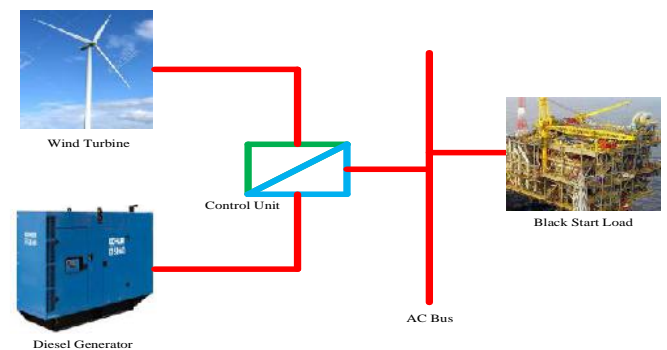 Wind Turbine
Control Unit
Black Start Load
AC Bus
Diesel Generator